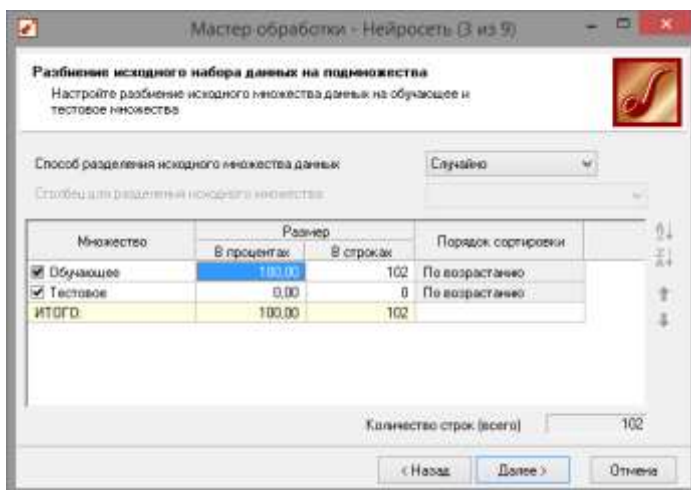 Мастер обработки - Нейросеть (3 из 9)
Разбиение исходного набора данных на подмножества
Настройте разбиение исходного множества данных на обучающее и
тестовое множества
Способ разделения исходного множества данных Случайно
Столбец для разделения исходного множества
Множество Размер Порядок сортировки
В процентах В строках
Обучающее 100,00 102 По возрастанию
Тестовое 0,00 0 По возрастанию
ИТОГО: 100,00 102
Количество строк (всего) 102
< Назад Далее > Отмена